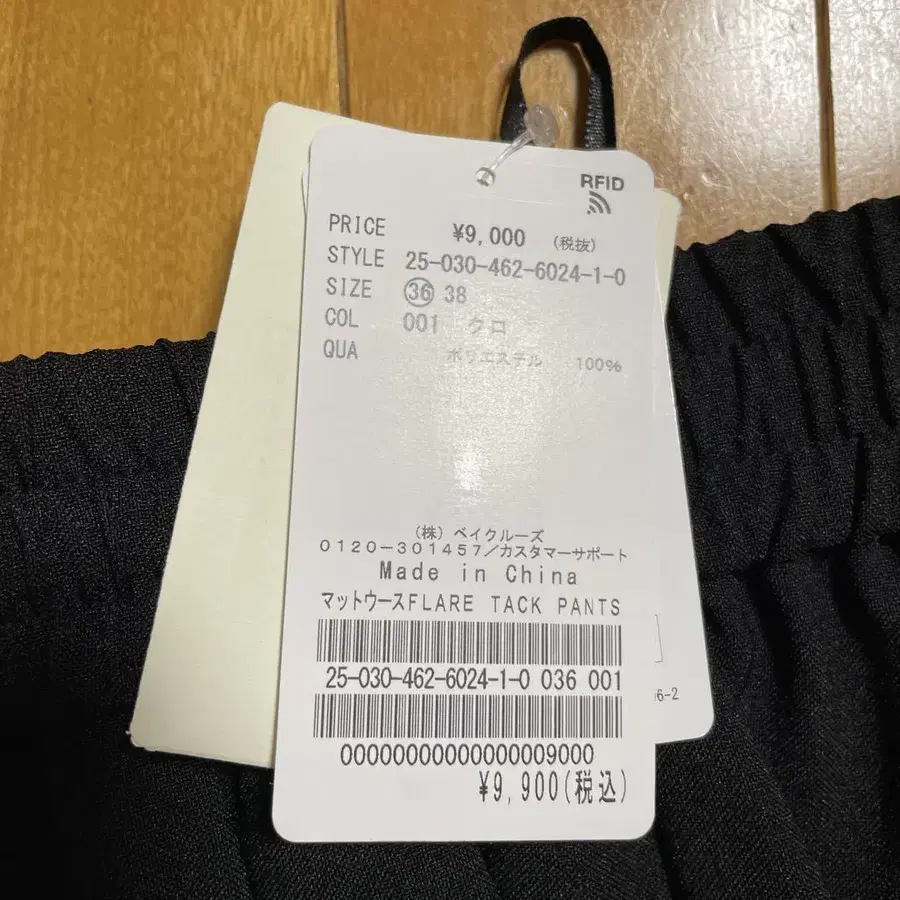 RFID
PRICE ¥9,000 (税抜)
STYLE 25-030-462-6024-1-0
SIZE 36 38
COL 001 クロ
QUA ポリエステル 100%
(株) ベイクルーズ
0120-301457/カスタマーサポート
Made in China
マットウースFLARE TACK PANTS
25-030-462-6024-1-0 036 001
00000000000000009000
¥9,900(税込)
6-2